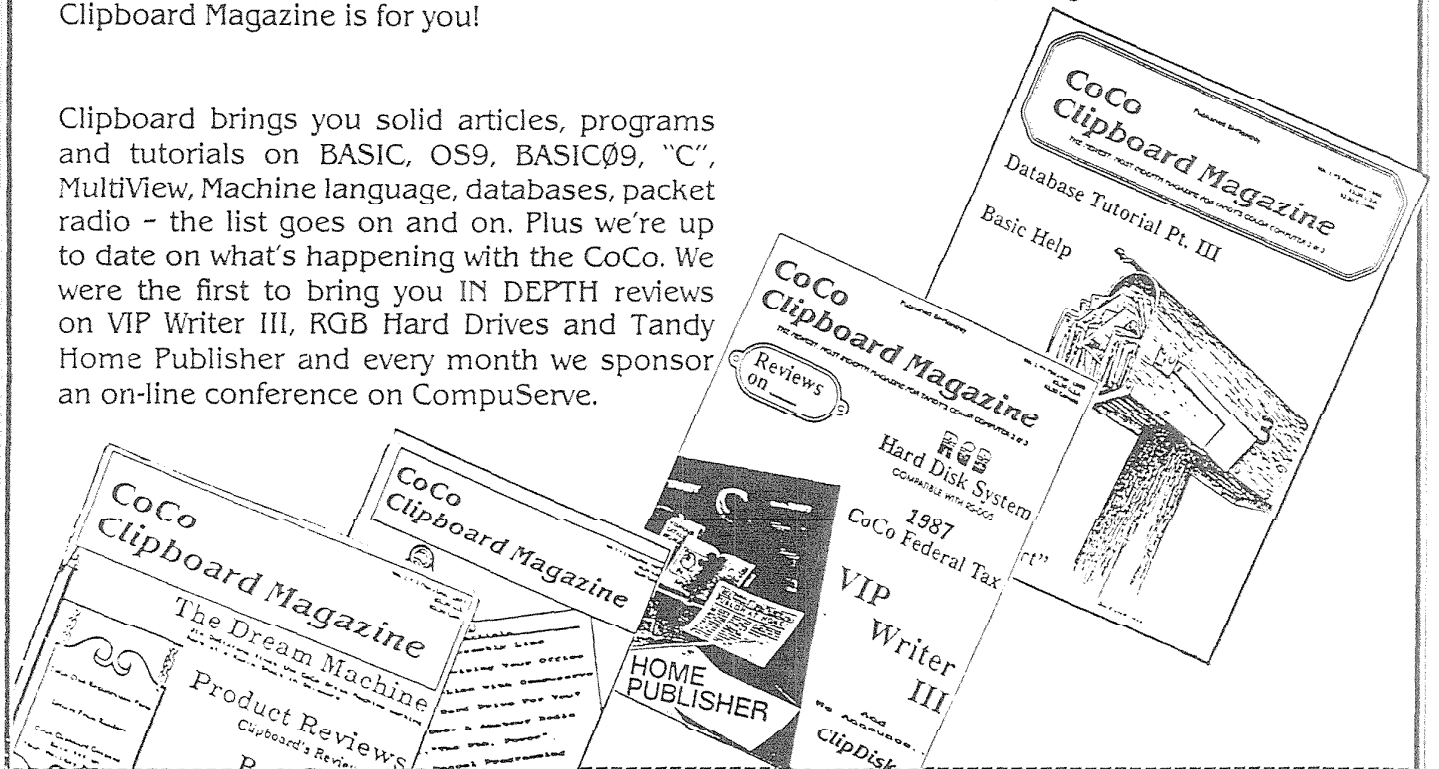 Clipboard Magazine is for you!
Clipboard brings you solid articles, programs
and tutorials on BASIC, OS9, BASICØ9, "C",
MultiView, Machine language, databases, packet
radio - the list goes on and on. Plus we're up
to date on what's happening with the CoCo. We
were the first to bring you IN DEPTH reviews
on VIP Writer III, RGB Hard Drives and Tandy
Home Publisher and every month we sponsor
an on-line conference on CompuServe.
CoCo
Clipboard Magazine
Database Tutorial Pt. III
Basic Help
CoCo
Clipboard Magazine
Reviews
on
RGB
Hard Disk System
1987
CoCo Federal Tax
VIP
Writer
III
HOME
PUBLISHER
ClipDisk
CoCo
Clipboard Magazine
CoCo
Clipboard Magazine
The Dream Machine
Product Reviews